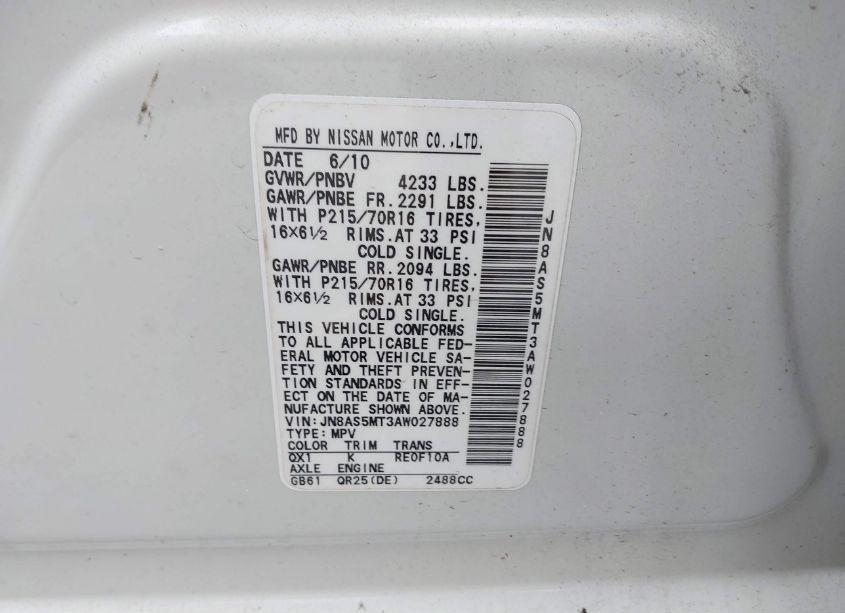 MFD BY NISSAN MOTOR CO.,LTD.
DATE 6/10
GVWR/PNBV 4233 LBS.
GAWR/PNBE FR.2291 LBS.
WITH P215/70R16 TIRES,
16×6½ RIMS.AT 33 PSI
COLD SINGLE.
GAWR/PNBE RR.2094 LBS.
WITH P215/70R16 TIRES,
16×6½ RIMS.AT 33 PSI
COLD SINGLE.
THIS VEHICLE CONFORMS
TO ALL APPLICABLE FED-
ERAL MOTOR VEHICLE SA-
FETY AND THEFT PREVEN-
TION STANDARDS IN EFF-
ECT ON THE DATE OF MA-
NUFACTURE SHOWN ABOVE.
VIN:JN8AS5MT3AW027888
TYPE:MPV
COLOR TRIM TRANS
QX1 K RE0F10A
AXLE ENGINE
GB61 QR25(DE) 2488CC
JN8AS5MT3AW027888